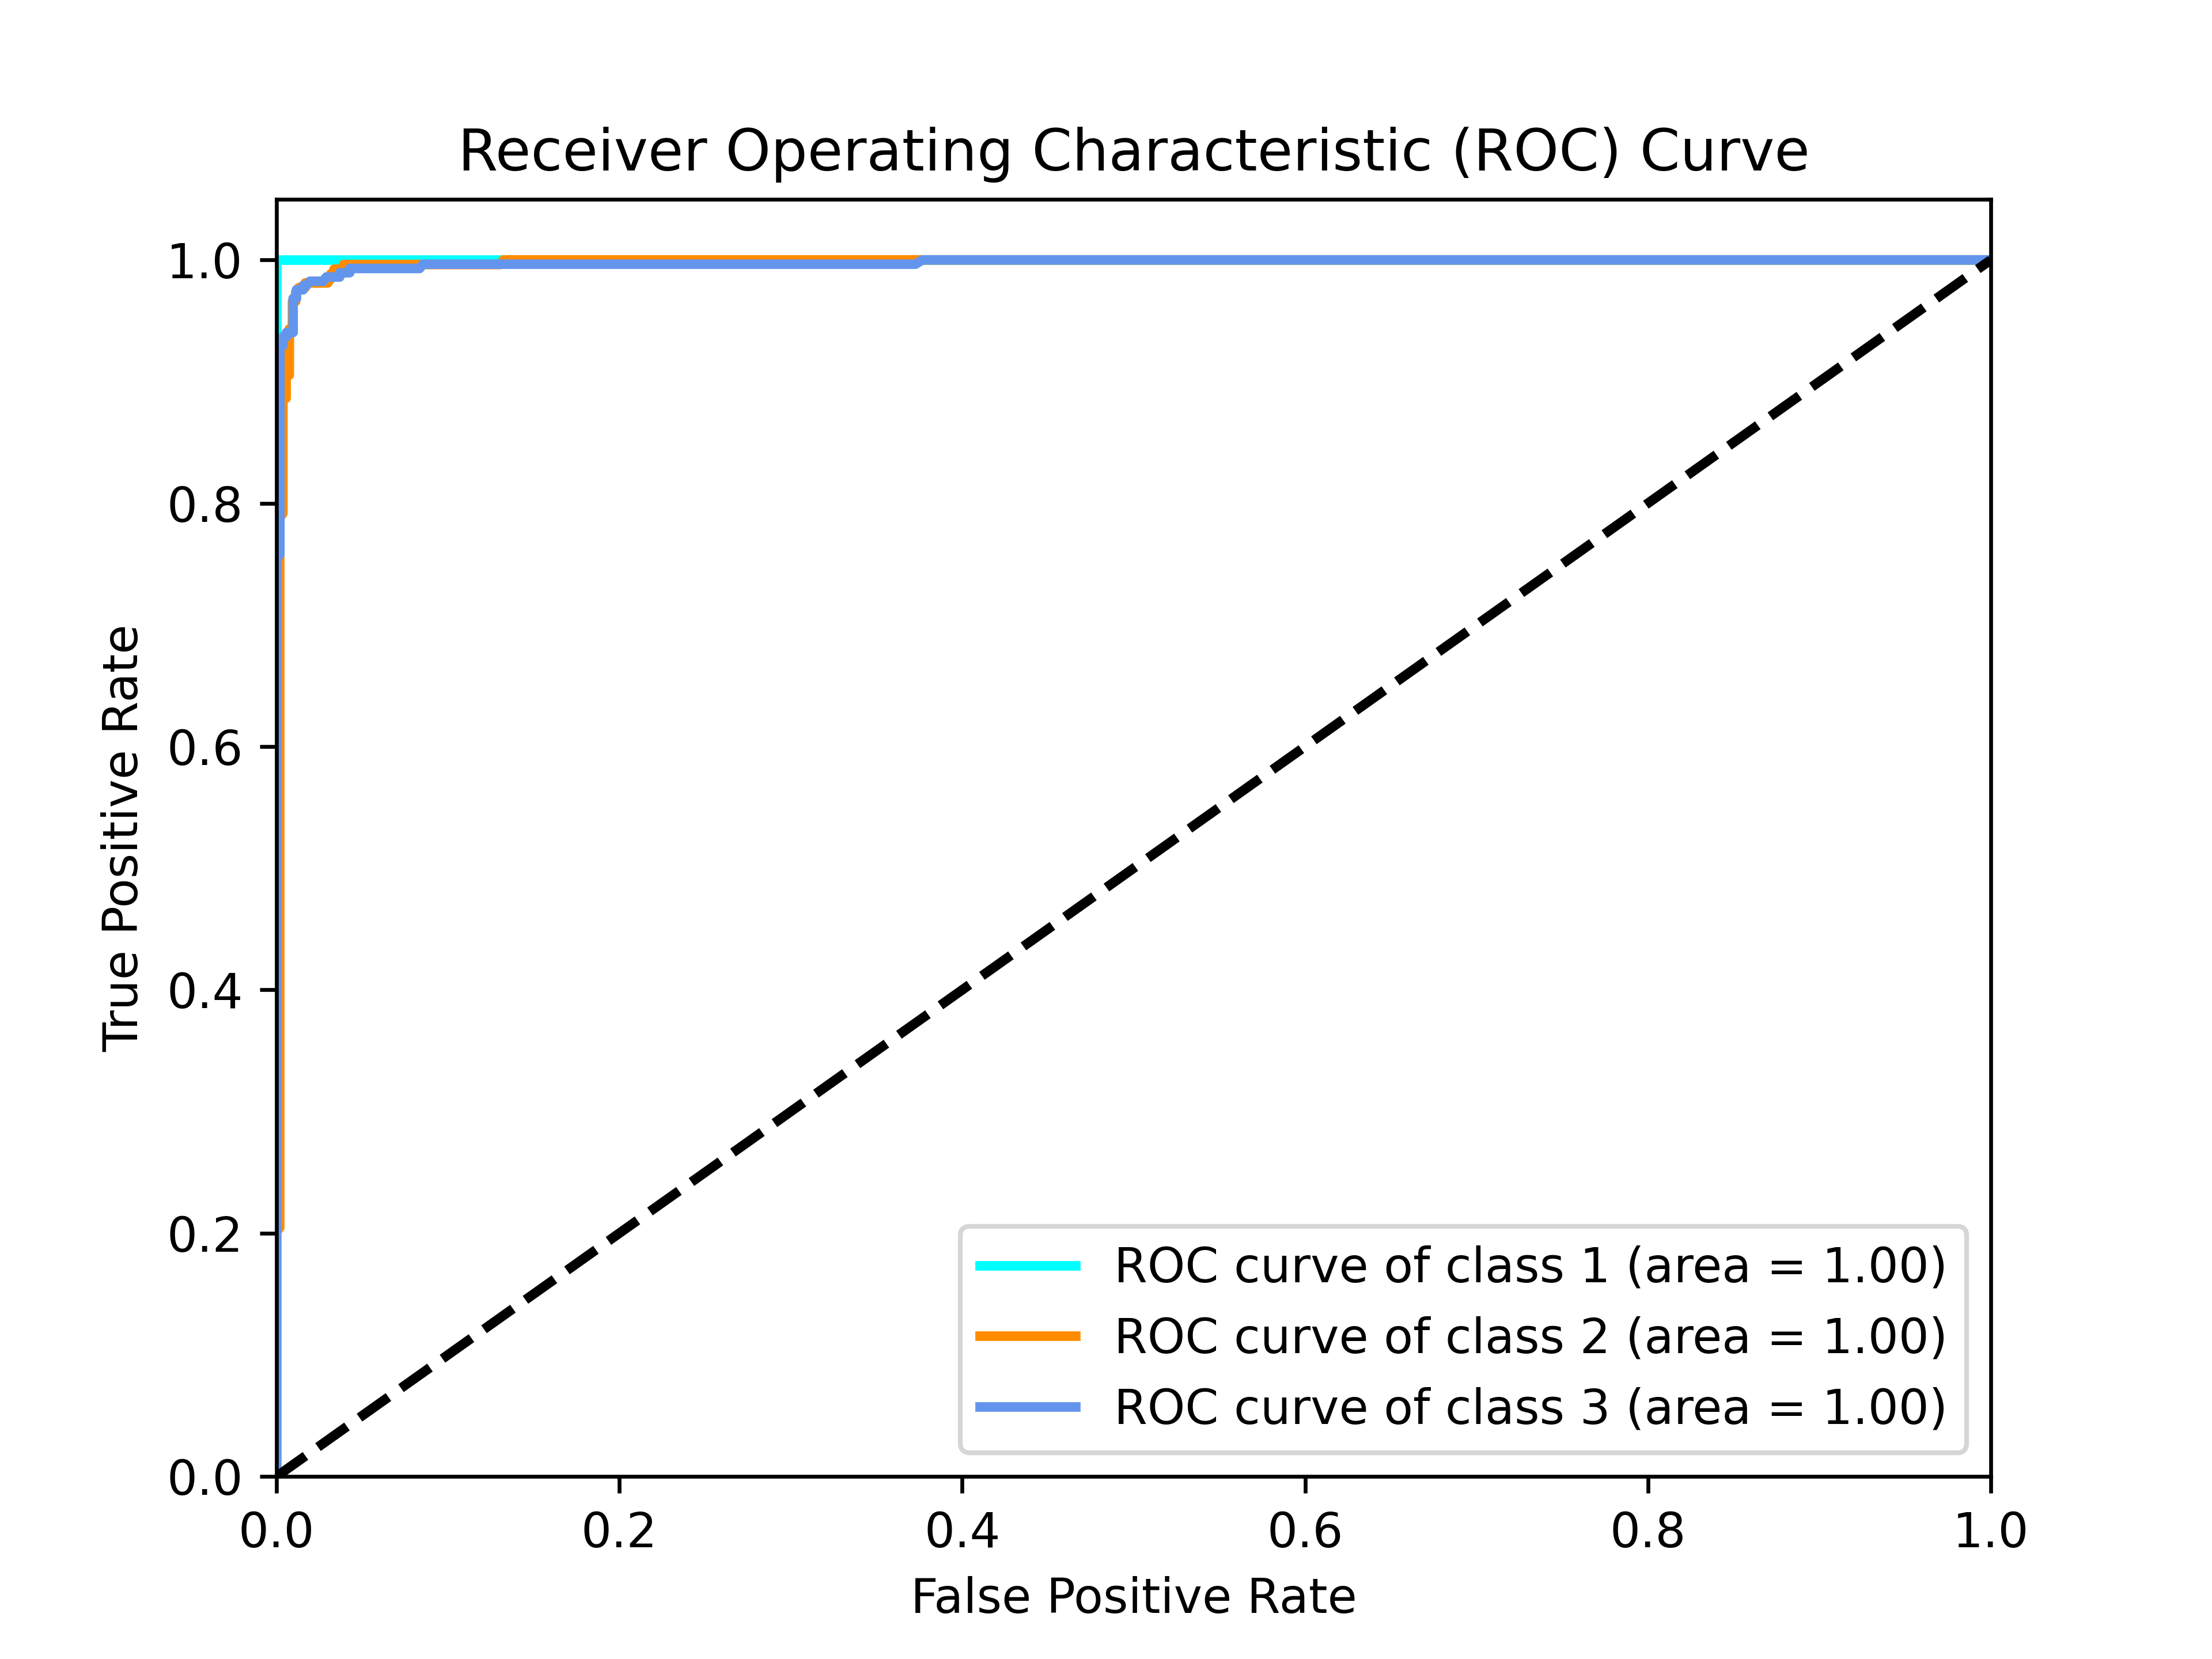 Receiver Operating Characteristic (ROC) Curve
True Positive Rate
1.0
0.8
0.6
0.4
0.2
0.0
0.0 0.2 0.4 0.6 0.8 1.0
False Positive Rate
ROC curve of class 1 (area = 1.00)
ROC curve of class 2 (area = 1.00)
ROC curve of class 3 (area = 1.00)